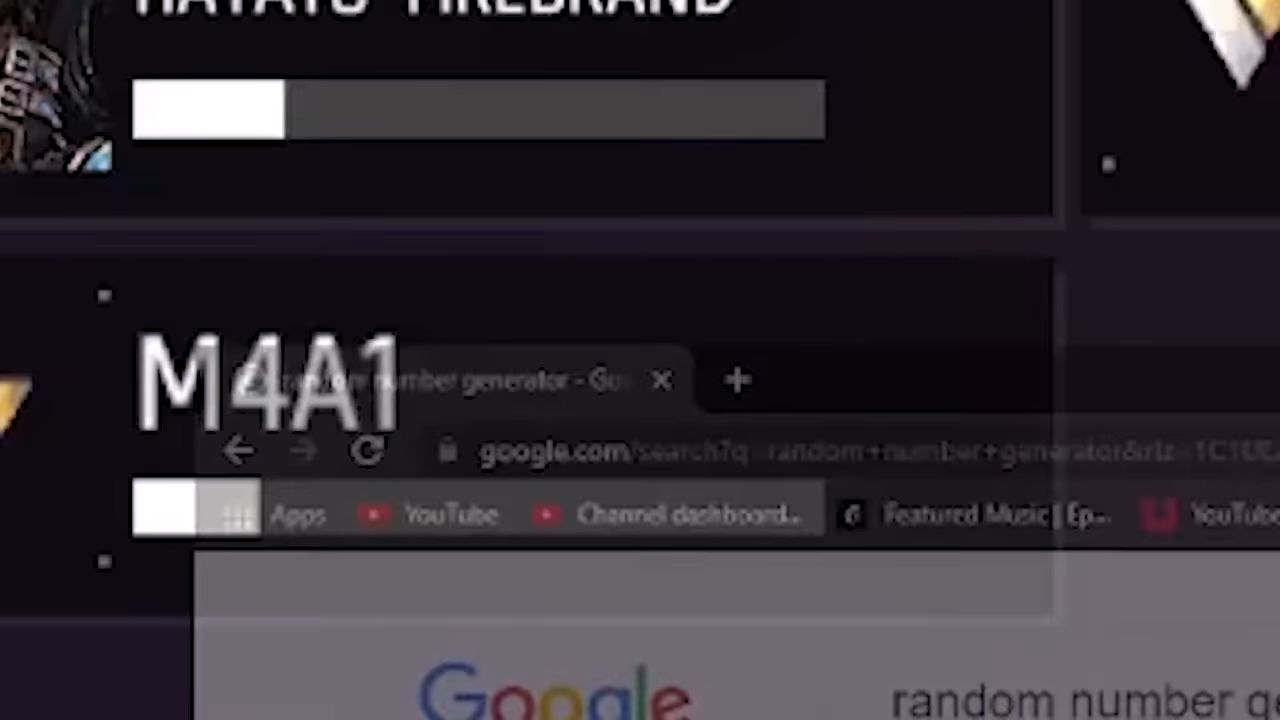 HAYATO FIREBRAND
M4A1
random number generator - Go
google.com/search?q=random+number+generator&rlz=1C1UE
Apps YouTube Channel dashboard... Featured Music | Ep... YouTube
Google random number ge